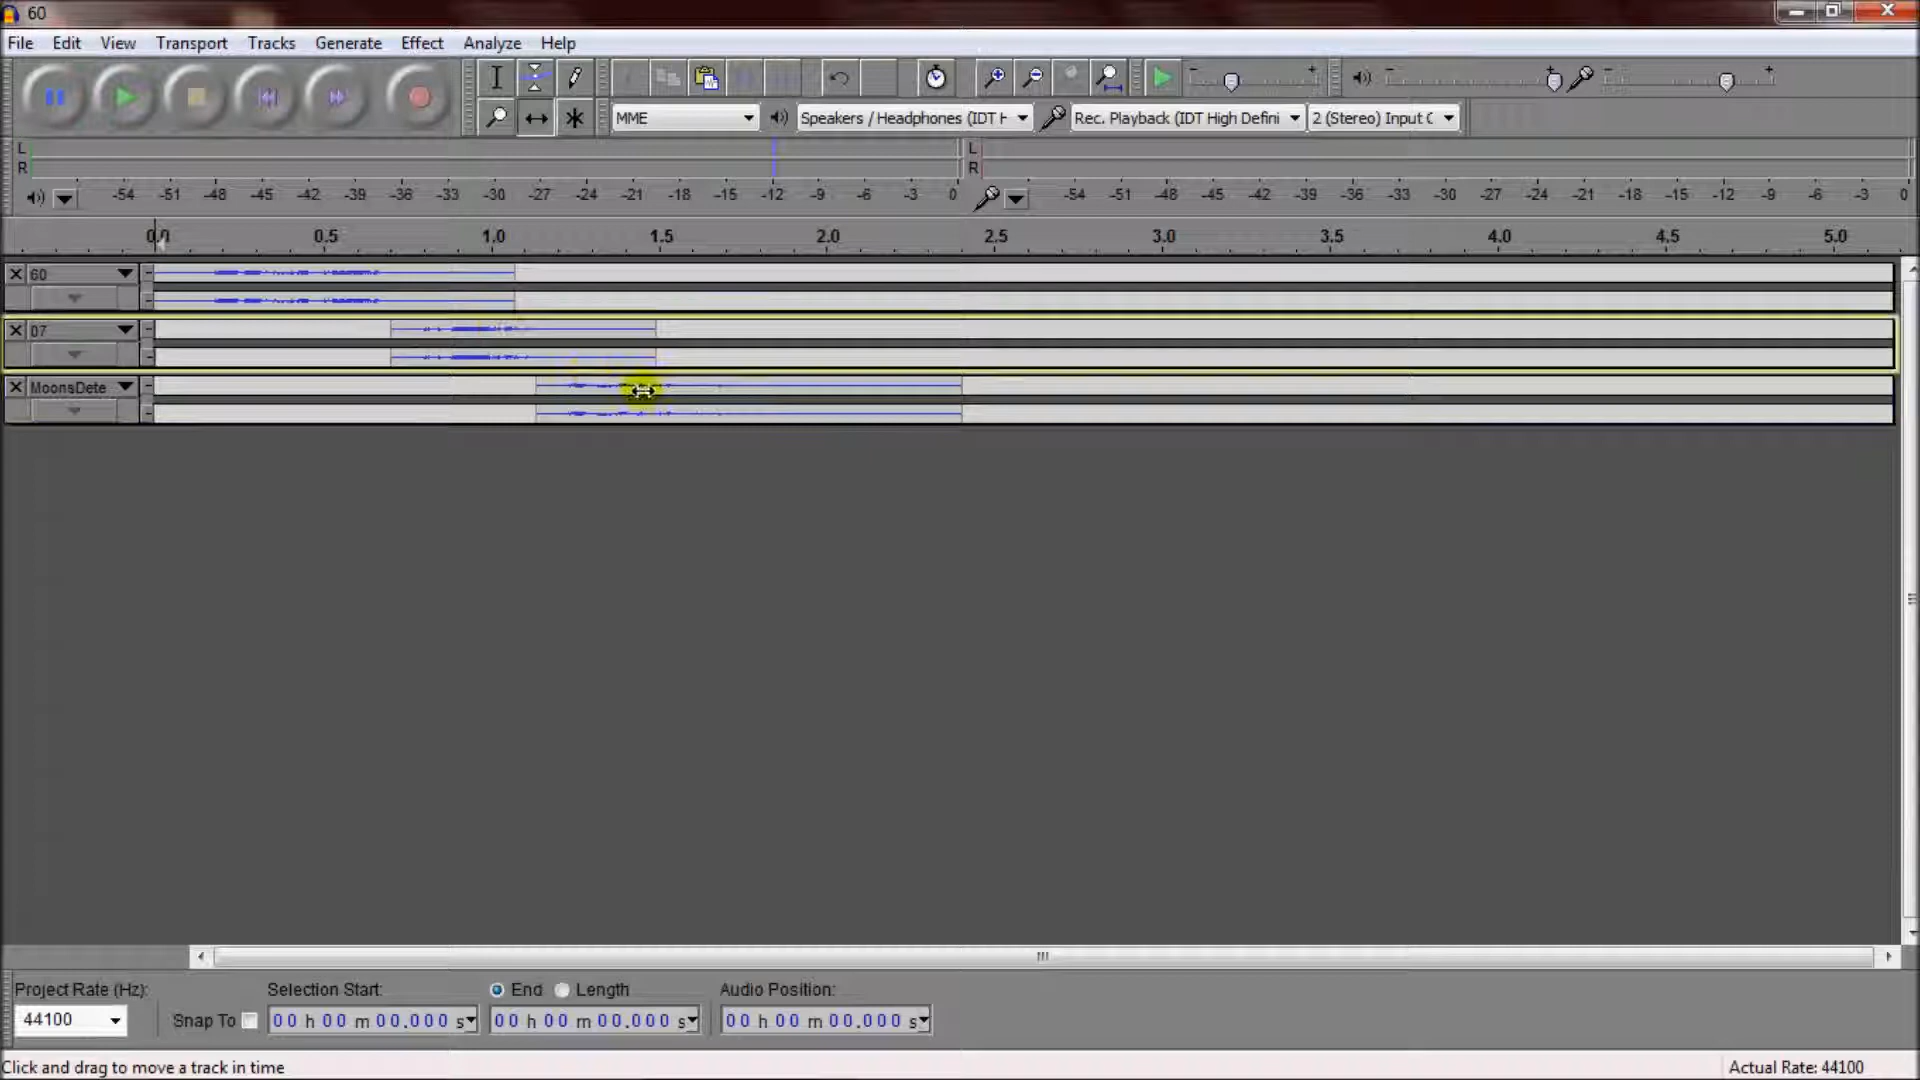 60
File Edit View Transport Tracks Generate Effect Analyze Help
MME Speakers / Headphones (IDT H Rec. Playback (IDT High Defini 2 (Stereo) Input C
L L
R R
-54 -51 -48 -45 -42 -39 -36 -33 -30 -27 -24 -21 -18 -15 -12 -9 -6 -3 0 -54 -51 -48 -45 -42 -39 -36 -33 -30 -27 -24 -21 -18 -15 -12 -9 -6 -3 0
0.0 0.5 1.0 1.5 2.0 2.5 3.0 3.5 4.0 4.5 5.0
60
07
MoonsDete
Project Rate (Hz): Selection Start: End Length Audio Position:
44100 Snap To 00 h 00 m 00.000 s 00 h 00 m 00.000 s 00 h 00 m 00.000 s
Click and drag to move a track in time Actual Rate: 44100